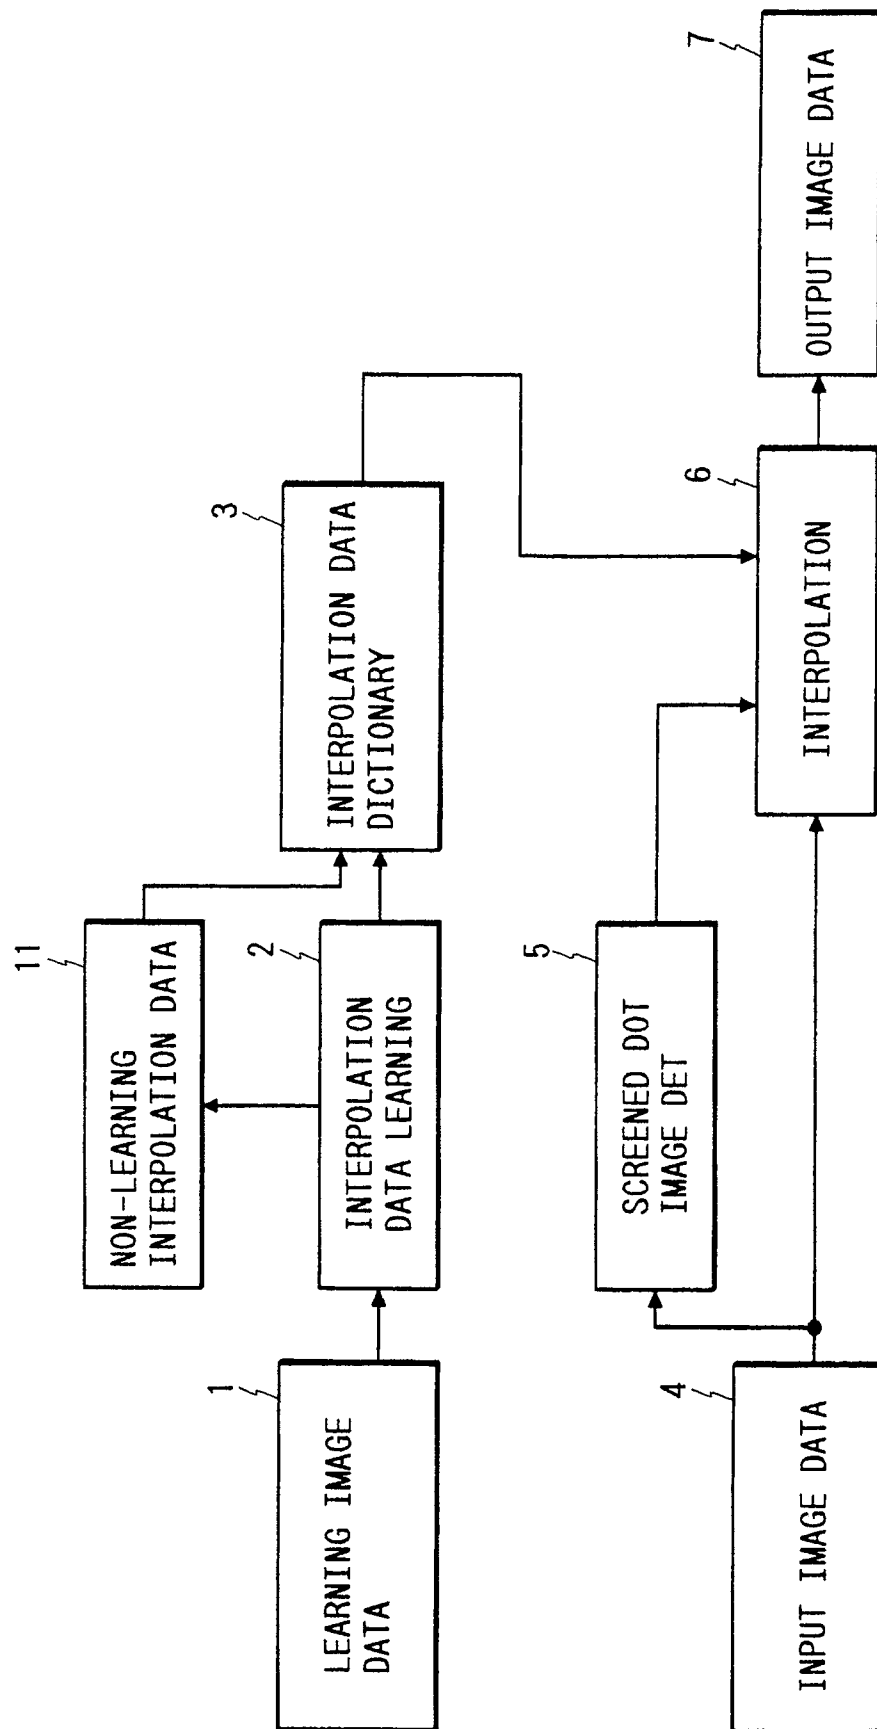 11
NON-LEARNING
INTERPOLATION DATA
1
LEARNING IMAGE
DATA
2
INTERPOLATION
DATA LEARNING
3
INTERPOLATION DATA
DICTIONARY
5
SCREENED DOT
IMAGE DET
4
INPUT IMAGE DATA
6
INTERPOLATION
7
OUTPUT IMAGE DATA